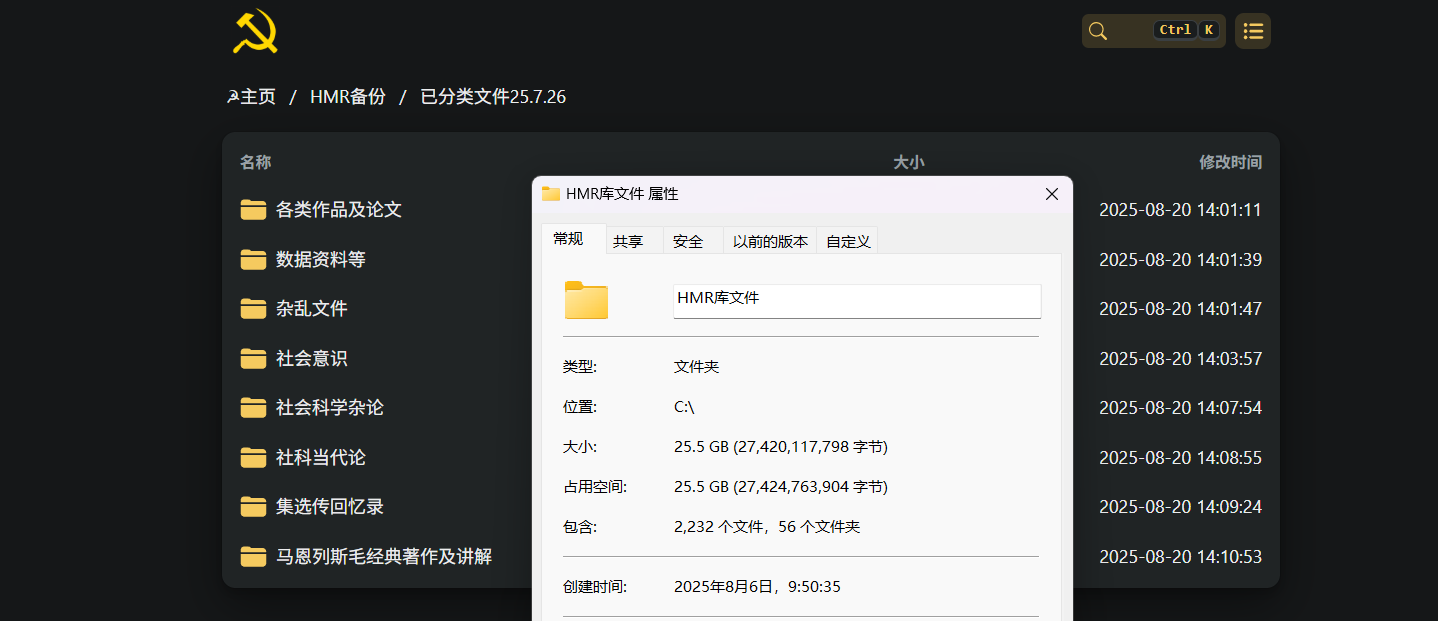 Ctrl K
☭主页 / HMR备份 / 已分类文件25.7.26
名称 大小 修改时间
各类作品及论文 2025-08-20 14:01:11
数据资料等 2025-08-20 14:01:39
杂乱文件 2025-08-20 14:01:47
社会意识 2025-08-20 14:03:57
社会科学杂论 2025-08-20 14:07:54
社科当代论 2025-08-20 14:08:55
集选传回忆录 2025-08-20 14:09:24
马恩列斯毛经典著作及讲解 2025-08-20 14:10:53
HMR库文件 属性
常规 共享 安全 以前的版本 自定义
HMR库文件
类型: 文件夹
位置: C:\
大小: 25.5 GB (27,420,117,798 字节)
占用空间: 25.5 GB (27,424,763,904 字节)
包含: 2,232 个文件，56 个文件夹
创建时间: 2025年8月6日，9:50:35